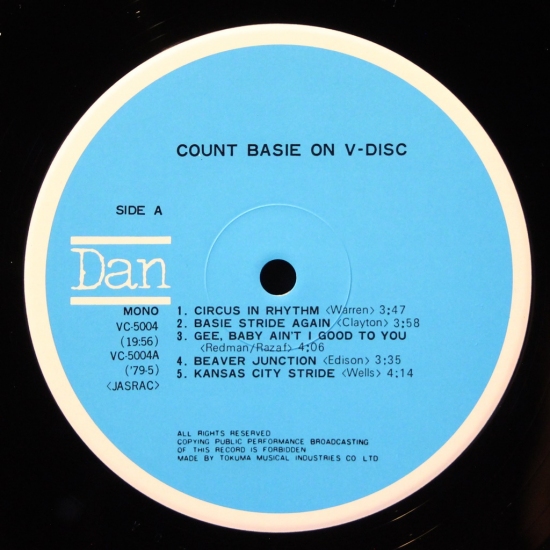 COUNT BASIE ON V-DISC
SIDE A
Dan
MONO
VC-5004
(19:56)
VC-5004A
('79·5)
<JASRAC>
1. CIRCUS IN RHYTHM <Warren> 3:47
2. BASIE STRIDE AGAIN <Clayton> 3:58
3. GEE, BABY AIN'T I GOOD TO YOU
<Redman/Razaf> 4:06
4. BEAVER JUNCTION <Edison> 3:35
5. KANSAS CITY STRIDE <Wells> 4:14
ALL RIGHTS RESERVED
COPYING PUBLIC PERFORMANCE BROADCASTING
OF THIS RECORD IS FORBIDDEN
MADE BY TOKUMA MUSICAL INDUSTRIES CO LTD